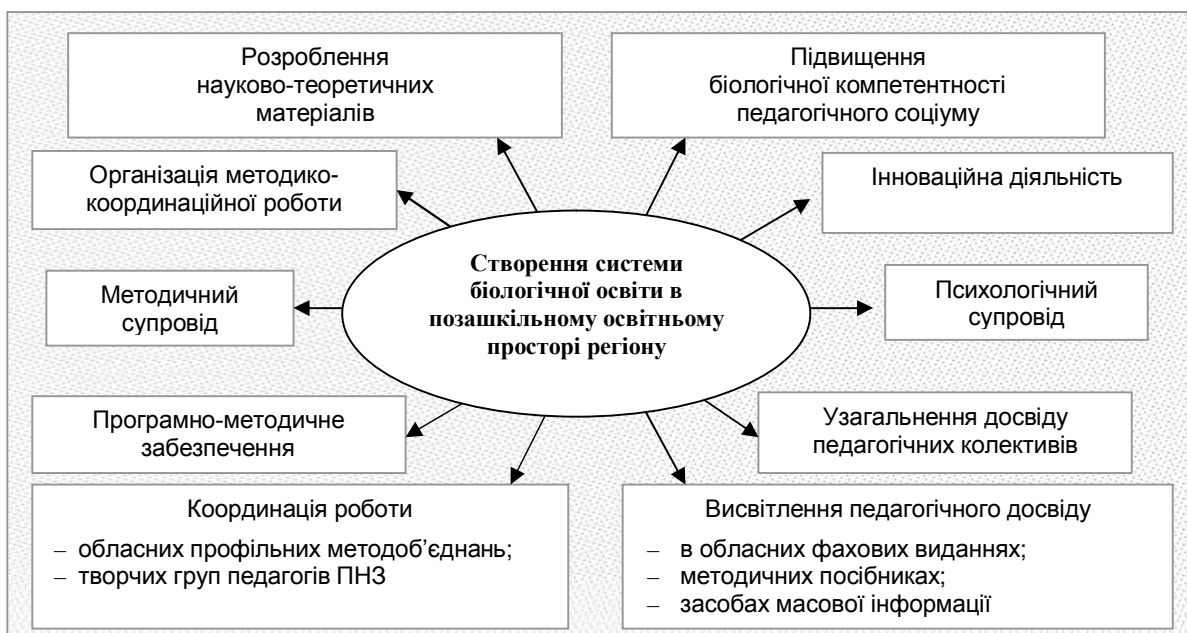 Розроблення
науково-теоретичних
матеріалів
Підвищення
біологічної компетентності
педагогічного соціуму
Організація методико-
координаційної роботи
Інноваційна діяльність
Створення системи
біологічної освіти в
позашкільному освітньому
просторі регіону
Методичний
супровід
Психологічний
супровід
Програмно-методичне
забезпечення
Узагальнення досвіду
педагогічних колективів
Координація роботи
– обласних профільних методоб’єднань;
– творчих груп педагогів ПНЗ
Висвітлення педагогічного досвіду
– в обласних фахових виданнях;
– методичних посібниках;
– засобах масової інформації